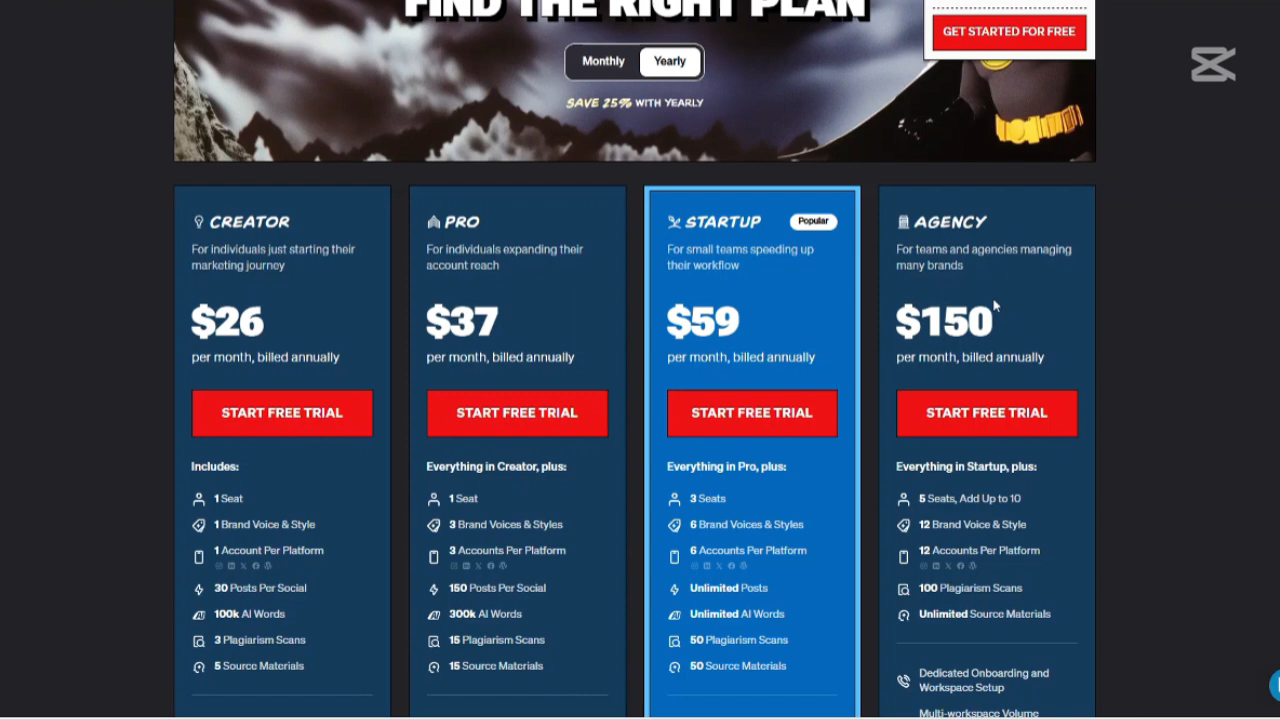 FIND THE RIGHT PLAN
GET STARTED FOR FREE
Monthly Yearly
SAVE 25% WITH YEARLY
CREATOR
For individuals just starting their
marketing journey
$26
per month, billed annually
START FREE TRIAL
Includes:
1 Seat
1 Brand Voice & Style
1 Account Per Platform
30 Posts Per Social
100k AI Words
3 Plagiarism Scans
5 Source Materials
PRO
For individuals expanding their
account reach
$37
per month, billed annually
START FREE TRIAL
Everything in Creator, plus:
1 Seat
3 Brand Voices & Styles
3 Accounts Per Platform
150 Posts Per Social
300k AI Words
15 Plagiarism Scans
15 Source Materials
STARTUP Popular
For small teams speeding up
their workflow
$59
per month, billed annually
START FREE TRIAL
Everything in Pro, plus:
3 Seats
6 Brand Voices & Styles
6 Accounts Per Platform
Unlimited Posts
Unlimited AI Words
50 Plagiarism Scans
50 Source Materials
AGENCY
For teams and agencies managing
many brands
$150
per month, billed annually
START FREE TRIAL
Everything in Startup, plus:
5 Seats, Add Up to 10
12 Brand Voice & Style
12 Accounts Per Platform
100 Plagiarism Scans
Unlimited Source Materials
Dedicated Onboarding and
Workspace Setup
Multi-workspace Volume